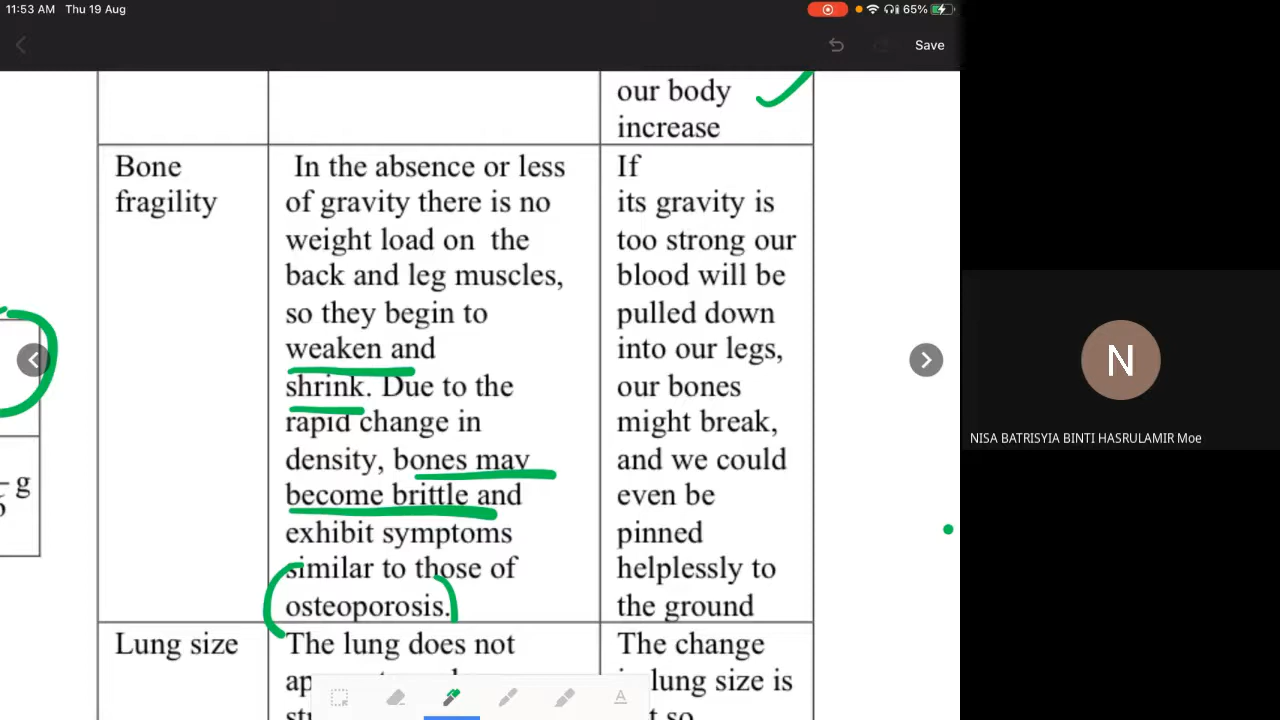 11:53 AM Thu 19 Aug
65%
Save
our body
increase
Bone
fragility
In the absence or less
of gravity there is no
weight load on the
back and leg muscles,
so they begin to
weaken and
shrink. Due to the
rapid change in
density, bones may
become brittle and
exhibit symptoms
similar to those of
osteoporosis.
If
its gravity is
too strong our
blood will be
pulled down
into our legs,
our bones
might break,
and we could
even be
pinned
helplessly to
the ground
g
Lung size
The lung does not
The change
lung size is
so
A
N
NISA BATRISYIA BINTI HASRULAMIR Moe